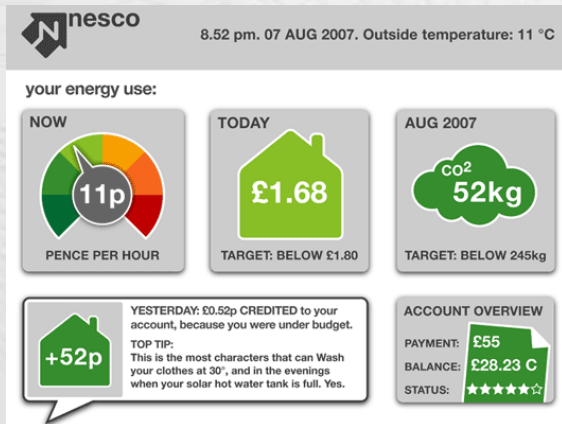 nesco
8.52 pm. 07 AUG 2007. Outside temperature: 11 °C
your energy use:
NOW
11p
PENCE PER HOUR
TODAY
£1.68
TARGET: BELOW £1.80
AUG 2007
CO²
52kg
TARGET: BELOW 245kg
+52p
YESTERDAY: £0.52p CREDITED to your
account, because you were under budget.
TOP TIP:
This is the most characters that can Wash
your clothes at 30°, and in the evenings
when your solar hot water tank is full. Yes.
ACCOUNT OVERVIEW
PAYMENT: £55
BALANCE: £28.23 C
STATUS: ★★★★★☆